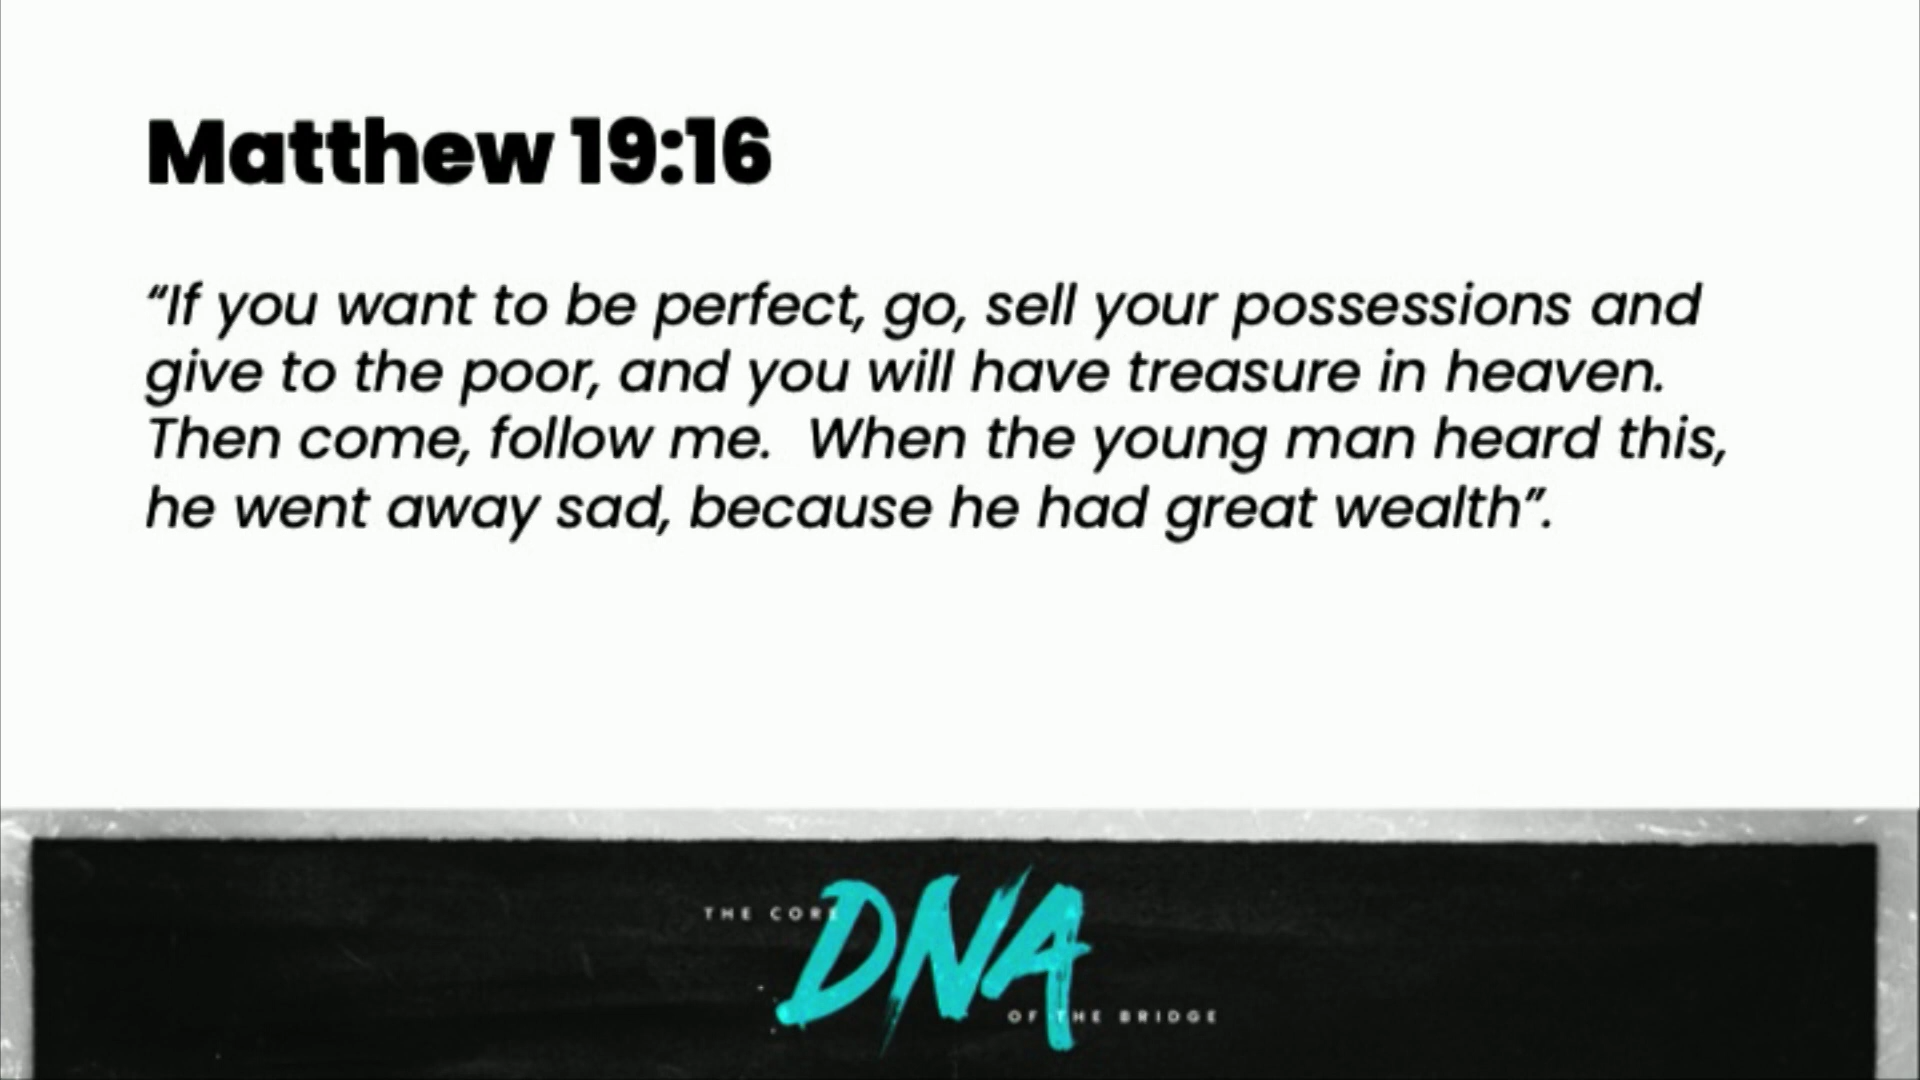 Matthew 19:16
“If you want to be perfect, go, sell your possessions and
give to the poor, and you will have treasure in heaven.
Then come, follow me.  When the young man heard this,
he went away sad, because he had great wealth”.
THE CORE
DNA
OF THE BRIDGE